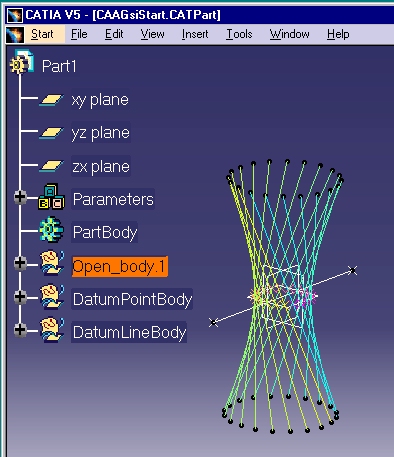 CATIA V5 - [CAAGsiStart.CATPart]
Start File Edit View Insert Tools Window Help
Part1
xy plane
yz plane
zx plane
Parameters
PartBody
Open_body.1
DatumPointBody
DatumLineBody